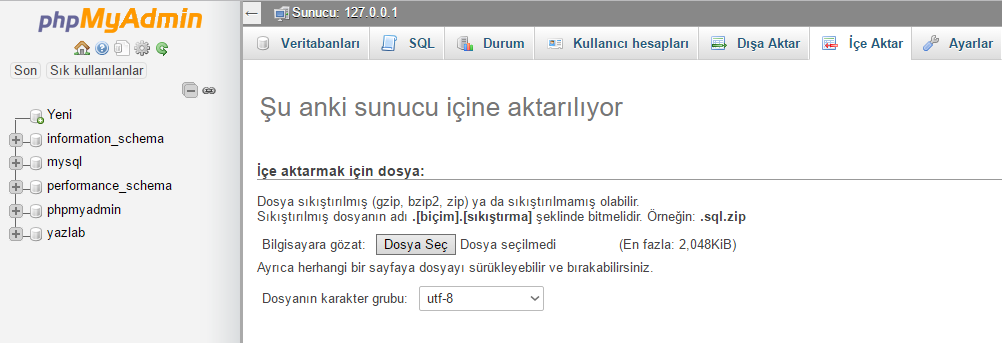 phpMyAdmin
Son Sık kullanılanlar
Yeni
information_schema
mysql
performance_schema
phpmyadmin
yazlab
Sunucu: 127.0.0.1
Veritabanları SQL Durum Kullanıcı hesapları Dışa Aktar İçe Aktar Ayarlar
Şu anki sunucu içine aktarılıyor
İçe aktarmak için dosya:
Dosya sıkıştırılmış (gzip, bzip2, zip) ya da sıkıştırılmamış olabilir.
Sıkıştırılmış dosyanın adı .[biçim].[sıkıştırma] şeklinde bitmelidir. Örneğin: .sql.zip
Bilgisayara gözat: Dosya Seç Dosya seçilmedi (En fazla: 2,048KiB)
Ayrıca herhangi bir sayfaya dosyayı sürükleyebilir ve bırakabilirsiniz.
Dosyanın karakter grubu: utf-8